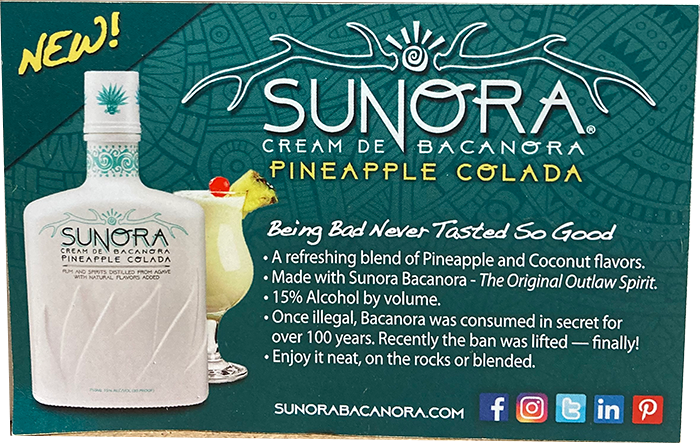 NEW!
SUNORA®
CREAM DE BACANORA
PINEAPPLE COLADA
Being Bad Never Tasted So Good
• A refreshing blend of Pineapple and Coconut flavors.
• Made with Sunora Bacanora - The Original Outlaw Spirit.
• 15% Alcohol by volume.
• Once illegal, Bacanora was consumed in secret for
over 100 years. Recently the ban was lifted — finally!
• Enjoy it neat, on the rocks or blended.
SUNORABACANORA.COM
SUNORA
CREAM DE BACANORA
PINEAPPLE COLADA
RUM AND SPIRITS DISTILLED FROM AGAVE
WITH NATURAL FLAVORS ADDED